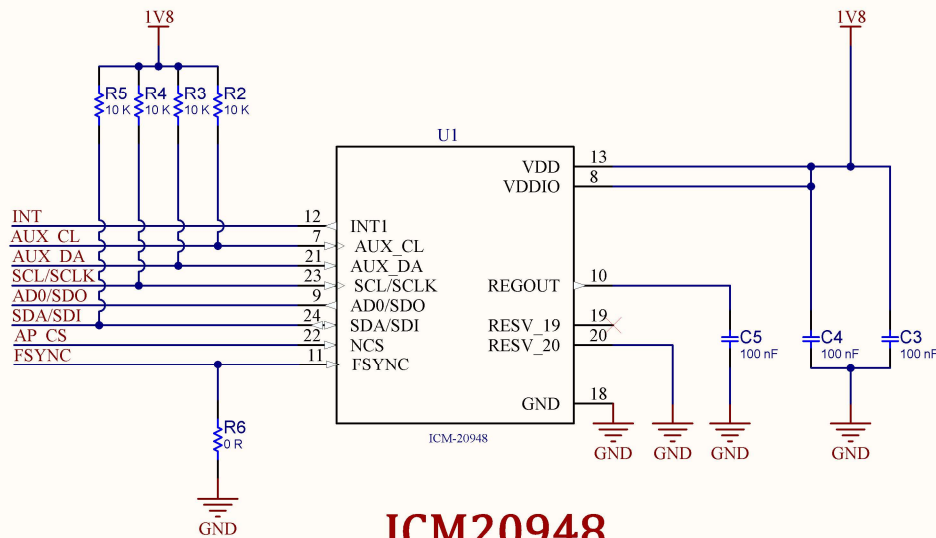 1V8
1V8
R5
10 K
R4
10 K
R3
10 K
R2
10 K
U1
VDD 13
VDDIO 8
INT 12 INT1
AUX_CL 7 AUX_CL
AUX_DA 21 AUX_DA
SCL/SCLK 23 SCL/SCLK
REGOUT 10
AD0/SDO 9 AD0/SDO
SDA/SDI 24 SDA/SDI
RESV_19 19
AP_CS 22 NCS
RESV_20 20
FSYNC 11 FSYNC
C5
100 nF
C4
100 nF
C3
100 nF
GND 18
R6
0 R
ICM-20948
GND
GND
GND
GND
GND
ICM20948